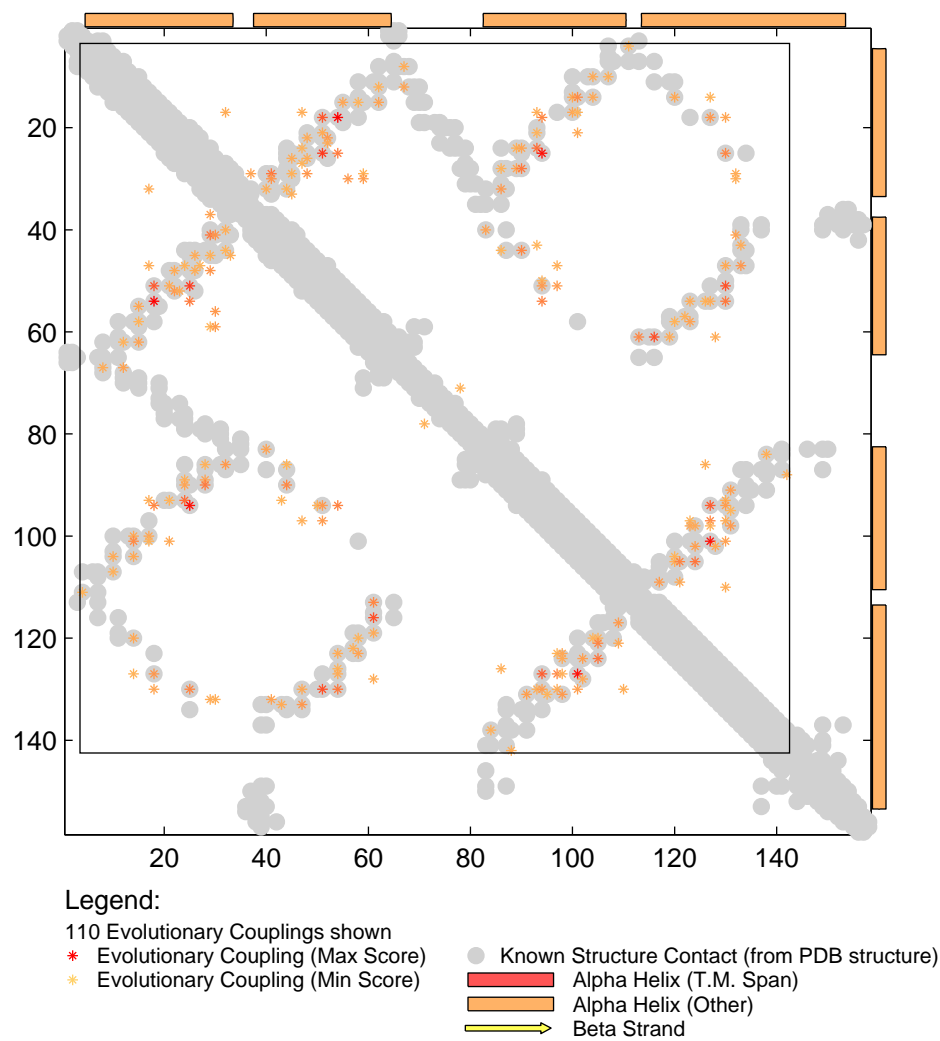 20
40
60
80
100
120
140
20 40 60 80 100 120 140
Legend:
110 Evolutionary Couplings shown
Evolutionary Coupling (Max Score)
Evolutionary Coupling (Min Score)
Known Structure Contact (from PDB structure)
Alpha Helix (T.M. Span)
Alpha Helix (Other)
Beta Strand